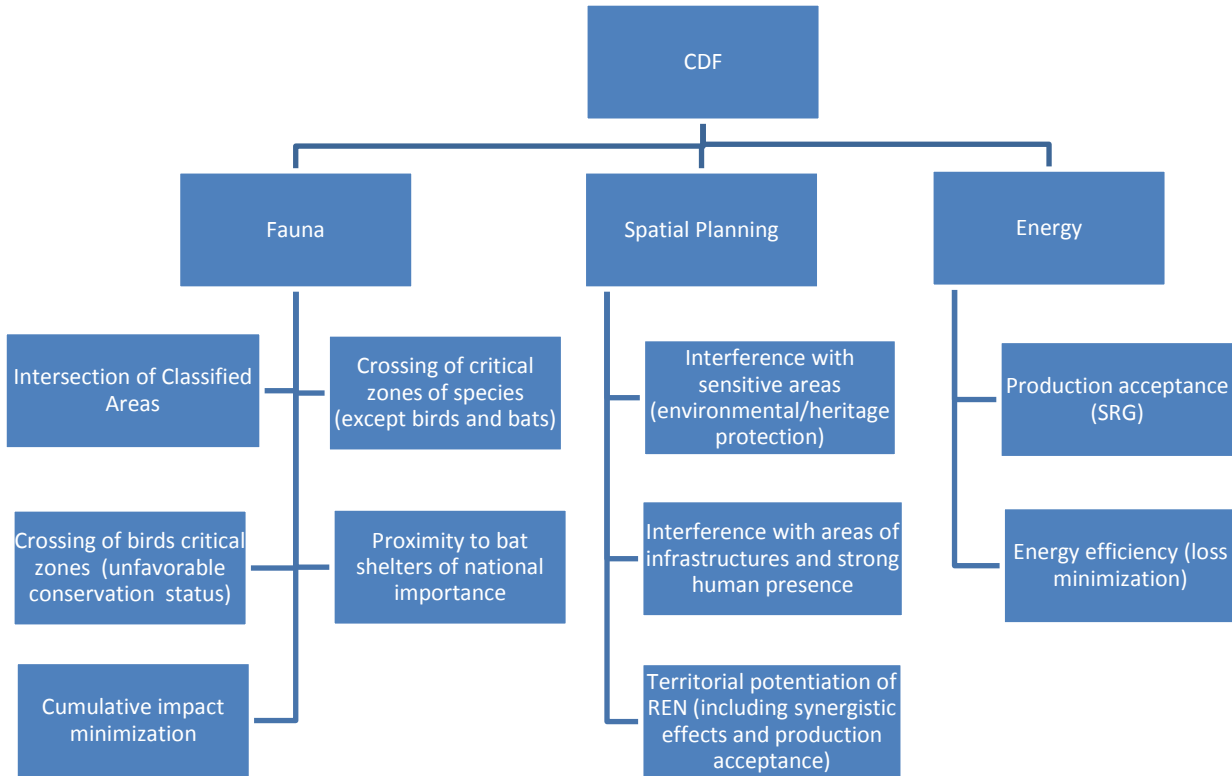 CDF
Fauna
Spatial Planning
Energy
Intersection of Classified
Areas
Crossing of critical
zones of species
(except birds and bats)
Crossing of birds critical
zones (unfavorable
conservation status)
Proximity to bat
shelters of national
importance
Cumulative impact
minimization
Interference with
sensitive areas
(environmental/heritage
protection)
Interference with areas of
infrastructures and strong
human presence
Territorial potentiation of
REN (including synergistic
effects and production
acceptance)
Production acceptance
(SRG)
Energy efficiency (loss
minimization)